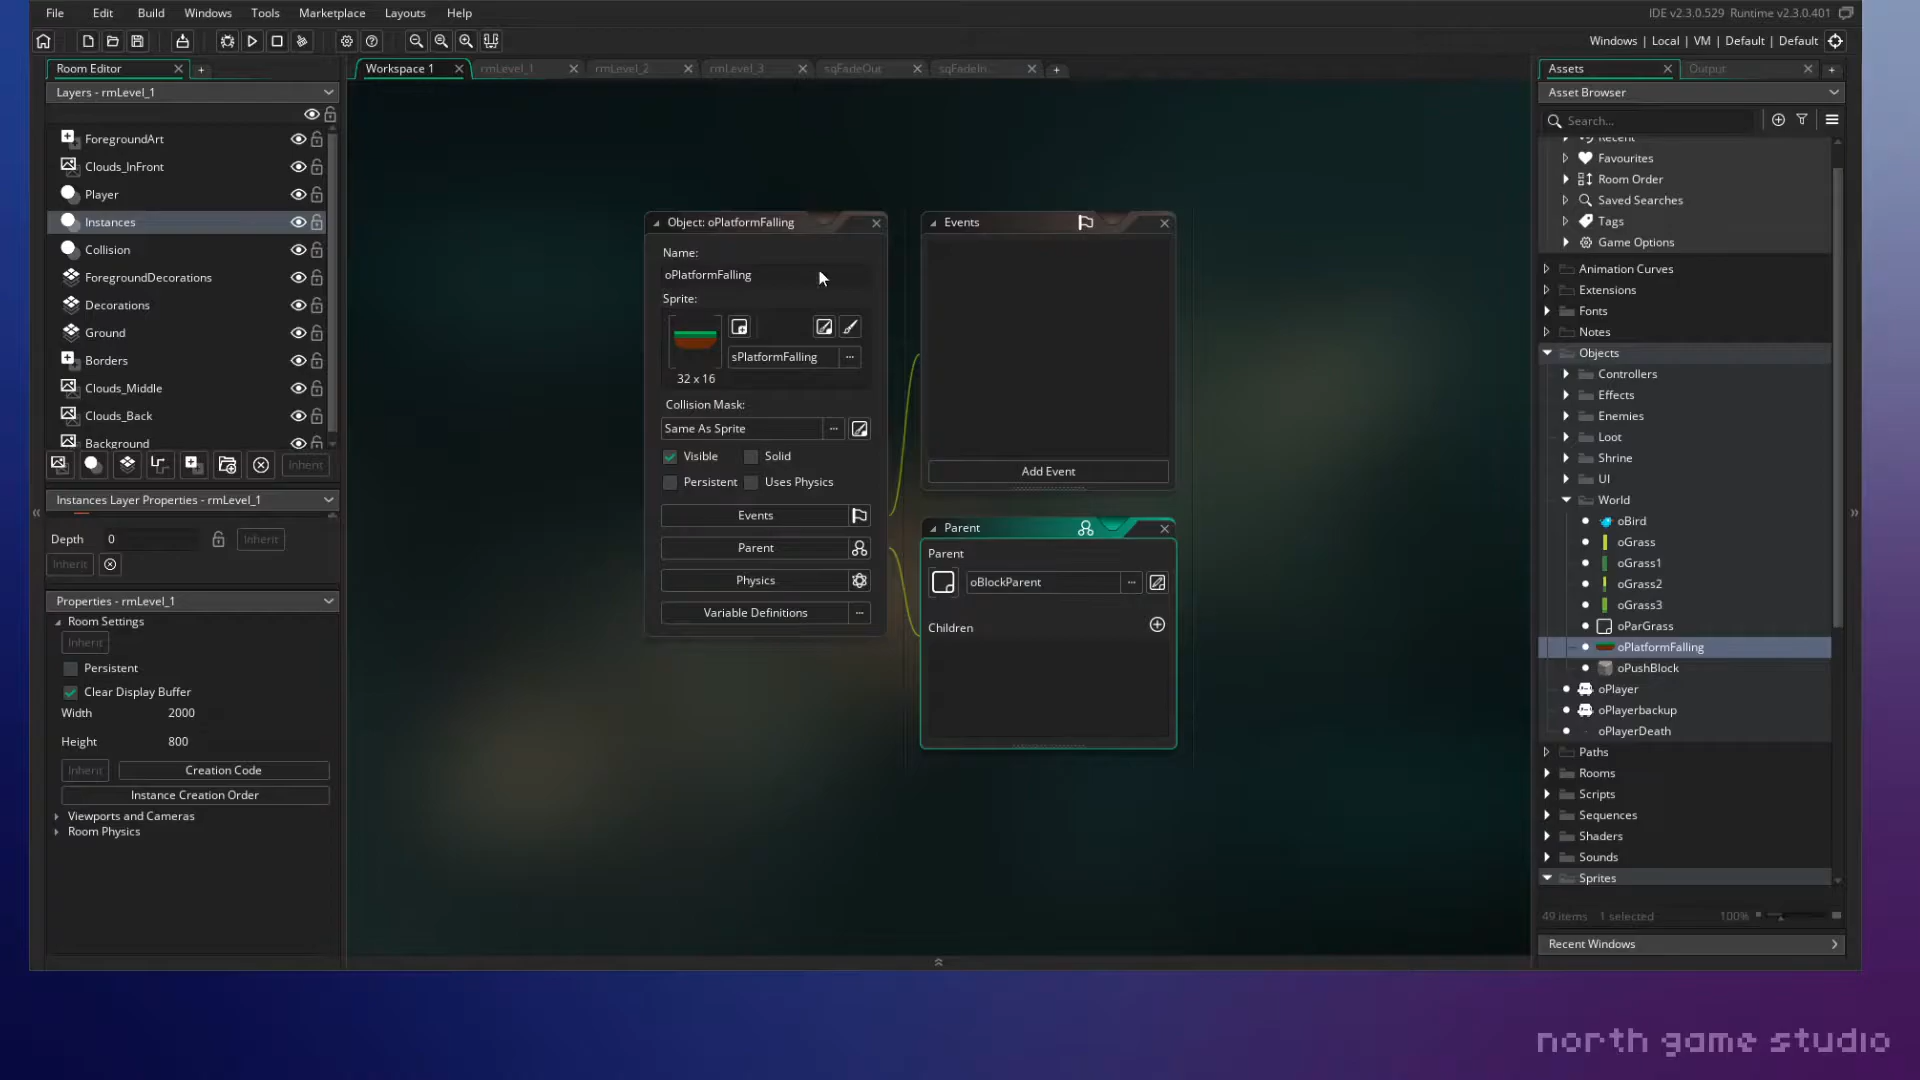 File Edit Build Windows Tools Marketplace Layouts Help
IDE v2.3.0.529 Runtime v2.3.0.401
Windows | Local | VM | Default | Default
Room Editor
Workspace 1
rmLevel_1
rmLevel_2
rmLevel_3
sqFadeOut
sqFadeIn
Assets
Output
Layers - rmLevel_1
ForegroundArt
Clouds_InFront
Player
Instances
Collision
ForegroundDecorations
Decorations
Ground
Borders
Clouds_Middle
Clouds_Back
Background
Inherit
Instances Layer Properties - rmLevel_1
Depth 0 Inherit
Inherit
Properties - rmLevel_1
Room Settings
Inherit
Persistent
Clear Display Buffer
Width 2000
Height 800
Inherit Creation Code
Instance Creation Order
Viewports and Cameras
Room Physics
Object: oPlatformFalling
Name:
oPlatformFalling
Sprite:
sPlatformFalling
32 x 16
Collision Mask:
Same As Sprite
Visible Solid
Persistent Uses Physics
Events
Parent
Physics
Variable Definitions
Events
Add Event
Parent
Parent
oBlockParent
Children
Asset Browser
Search...
Recent
Favourites
Room Order
Saved Searches
Tags
Game Options
Animation Curves
Extensions
Fonts
Notes
Objects
Controllers
Effects
Enemies
Loot
Shrine
UI
World
oBird
oGrass
oGrass1
oGrass2
oGrass3
oParGrass
oPlatformFalling
oPushBlock
oPlayer
oPlayerbackup
oPlayerDeath
Paths
Rooms
Scripts
Sequences
Shaders
Sounds
Sprites
49 items 1 selected 100%
Recent Windows
north game studio